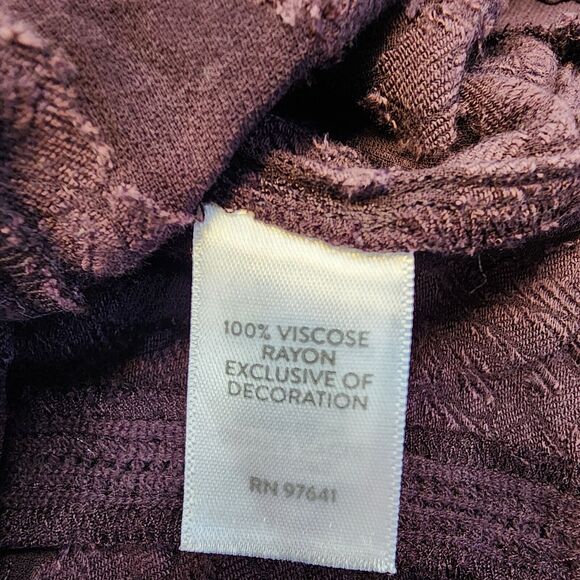 100% VISCOSE
RAYON
EXCLUSIVE OF
DECORATION
RN 97641